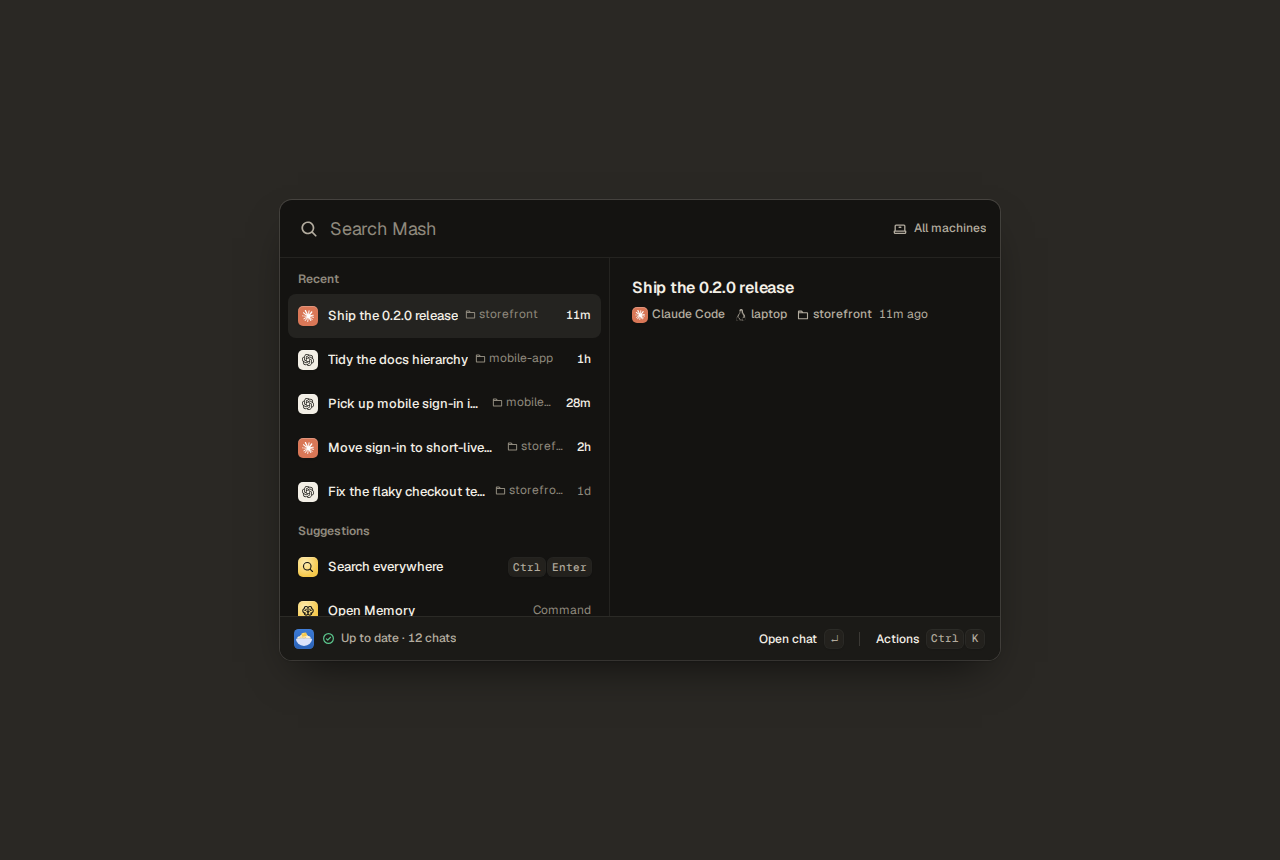 Search Mash
All machines
Recent
Ship the 0.2.0 release storefront 11m
Tidy the docs hierarchy mobile-app 1h
Pick up mobile sign-in i... mobile... 28m
Move sign-in to short-live... storef... 2h
Fix the flaky checkout te... storefro... 1d
Suggestions
Search everywhere Ctrl Enter
Open Memory Command
Ship the 0.2.0 release
Claude Code laptop storefront 11m ago
Up to date · 12 chats
Open chat ↵ Actions Ctrl K